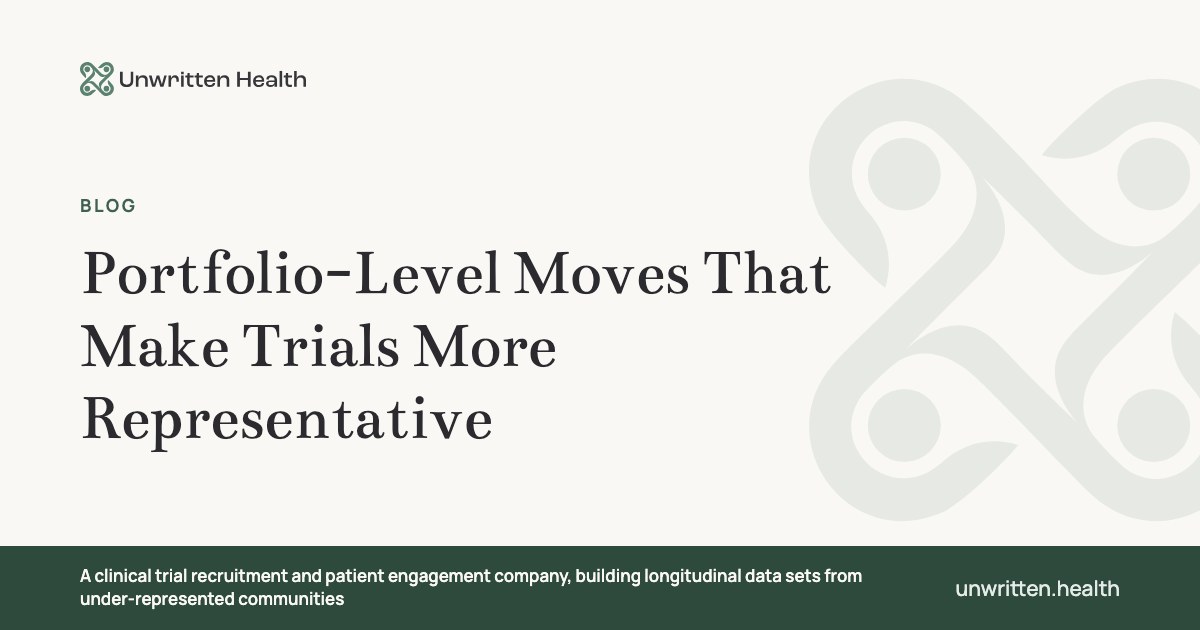 Unwritten Health
BLOG
Portfolio-Level Moves That
Make Trials More
Representative
A clinical trial recruitment and patient engagement company, building longitudinal data sets from
under-represented communities
unwritten.health